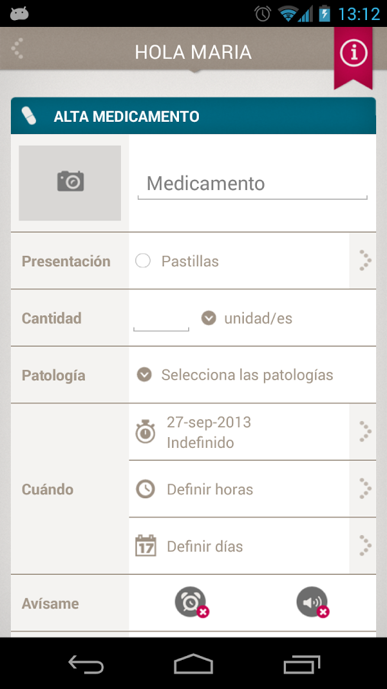 13:12
HOLA MARIA
ALTA MEDICAMENTO
Medicamento
Presentación
Pastillas
Cantidad
unidad/es
Patología
Selecciona las patologías
Cuándo
27-sep-2013
Indefinido
Definir horas
17
Definir días
Avísame